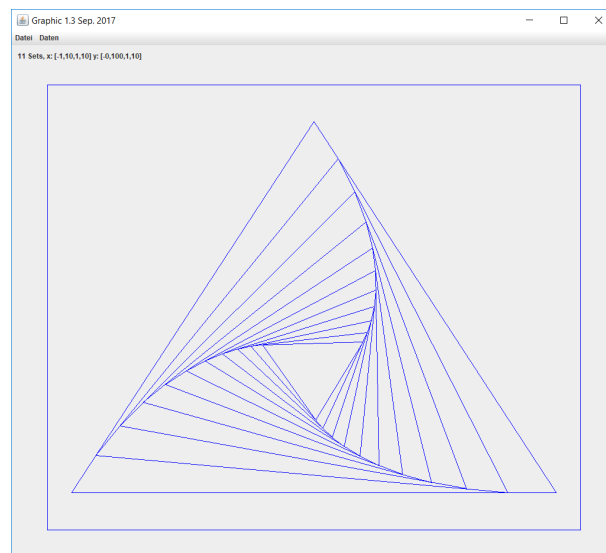 Graphic 1.3 Sep. 2017
Datei Daten
11 Sets, x: [-1,10,1,10] y: [-0,100,1,10]